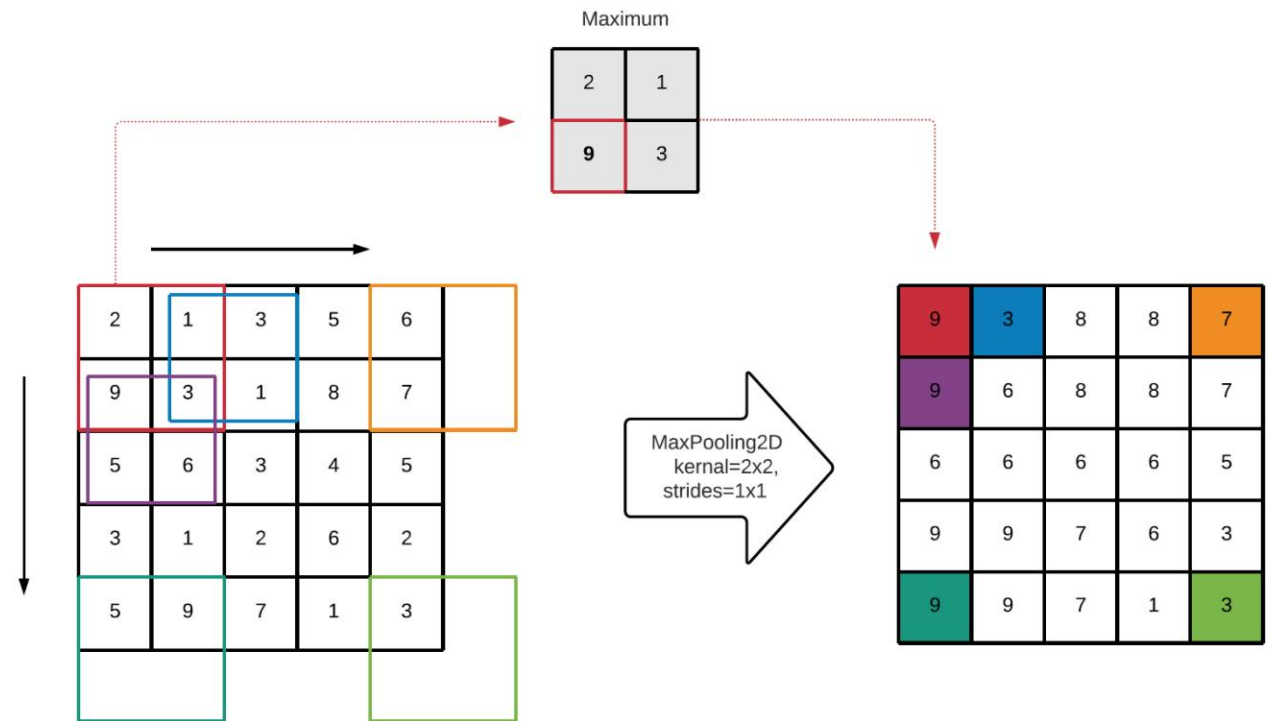 Maximum
2 1
9 3
2 1 3 5 6
9 3 1 8 7
5 6 3 4 5
3 1 2 6 2
5 9 7 1 3
MaxPooling2D
kernal=2x2,
strides=1x1
9 3 8 8 7
9 6 8 8 7
6 6 6 6 5
9 9 7 6 3
9 9 7 1 3